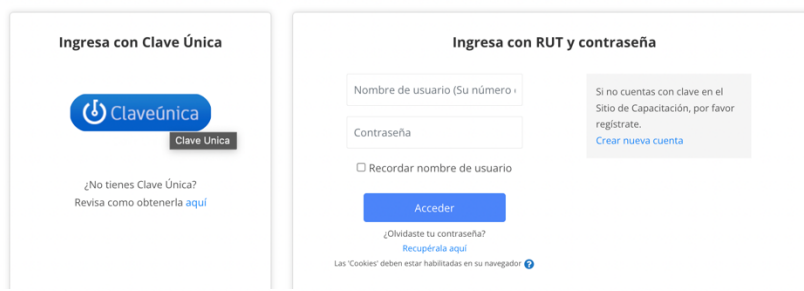 Ingresa con Clave Única
Claveúnica
Clave Unica
¿No tienes Clave Única?
Revisa como obtenerla aquí
Ingresa con RUT y contraseña
Nombre de usuario (Su número
Contraseña
Recordar nombre de usuario
Acceder
¿Olvidaste tu contraseña?
Recupérala aquí
Las 'Cookies' deben estar habilitadas en su navegador ?
Si no cuentas con clave en el
Sitio de Capacitación, por favor
regístrate.
Crear nueva cuenta